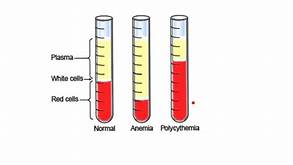 Plasma
White cells
Red cells
Normal Anemia Polycythemia